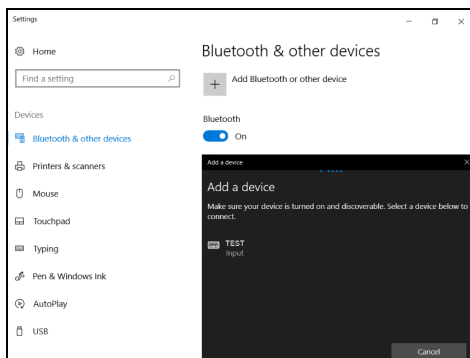 Settings
Home
Find a setting
Devices
Bluetooth & other devices
Printers & scanners
Mouse
Touchpad
Typing
Pen & Windows Ink
AutoPlay
USB
Bluetooth & other devices
Add Bluetooth or other device
Bluetooth
On
Add a device
Add a device
Make sure your device is turned on and discoverable. Select a device below to
connect.
TEST
Input
Cancel